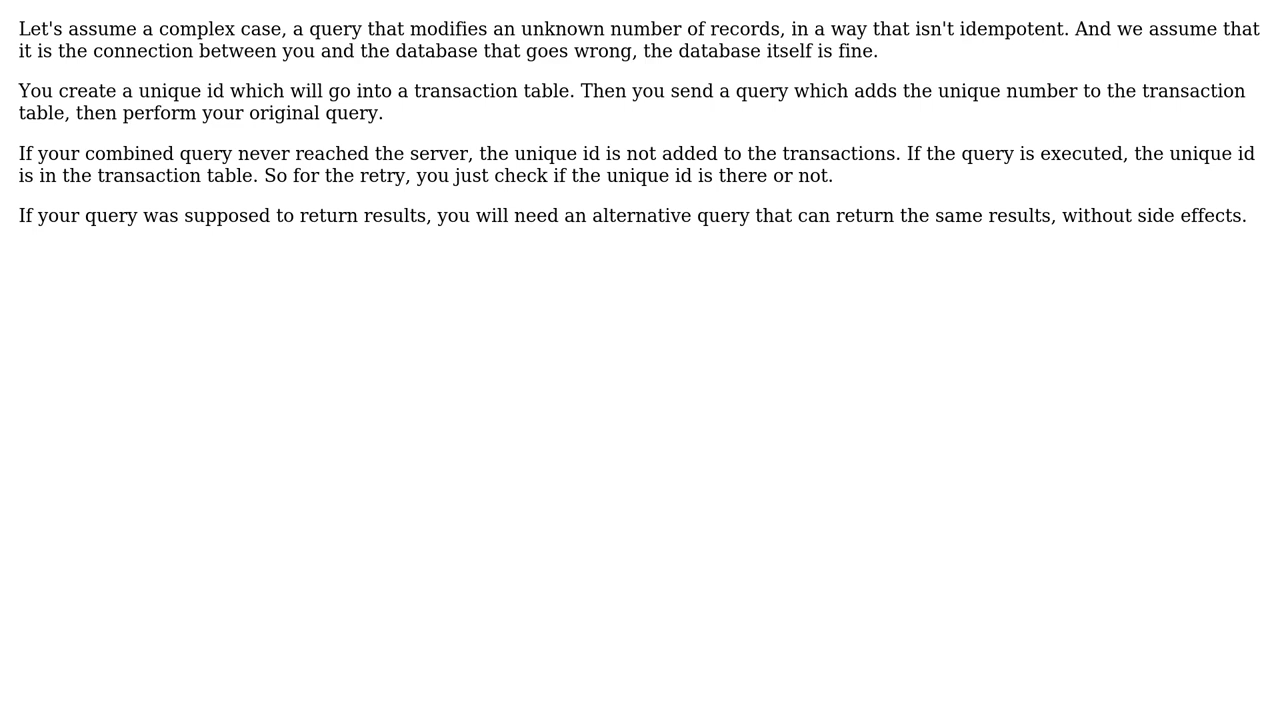 Let's assume a complex case, a query that modifies an unknown number of records, in a way that isn't idempotent. And we assume that
it is the connection between you and the database that goes wrong, the database itself is fine.
You create a unique id which will go into a transaction table. Then you send a query which adds the unique number to the transaction
table, then perform your original query.
If your combined query never reached the server, the unique id is not added to the transactions. If the query is executed, the unique id
is in the transaction table. So for the retry, you just check if the unique id is there or not.
If your query was supposed to return results, you will need an alternative query that can return the same results, without side effects.